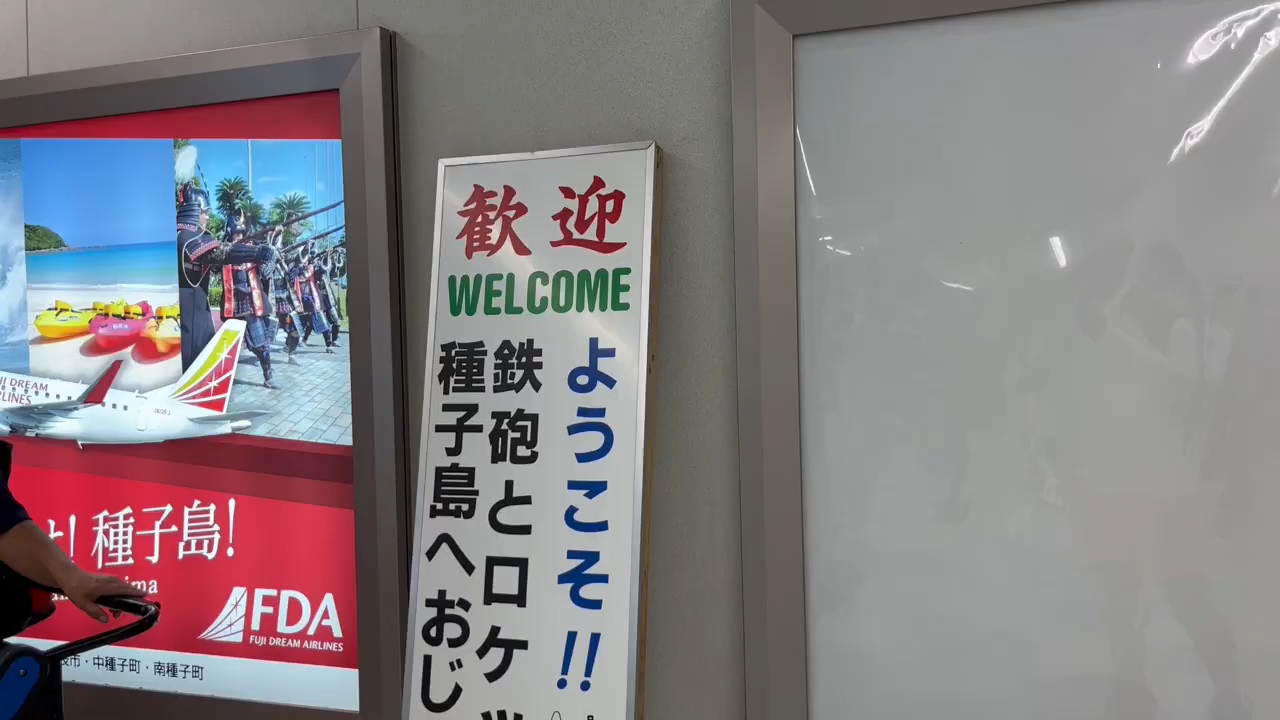 FUJI DREAM
AIRLINES
種子島!
FDA
FUJI DREAM AIRLINES
市・中種子町・南種子町
歓迎
WELCOME
ようこそ!!
鉄砲とロケッ
種子島へおじ